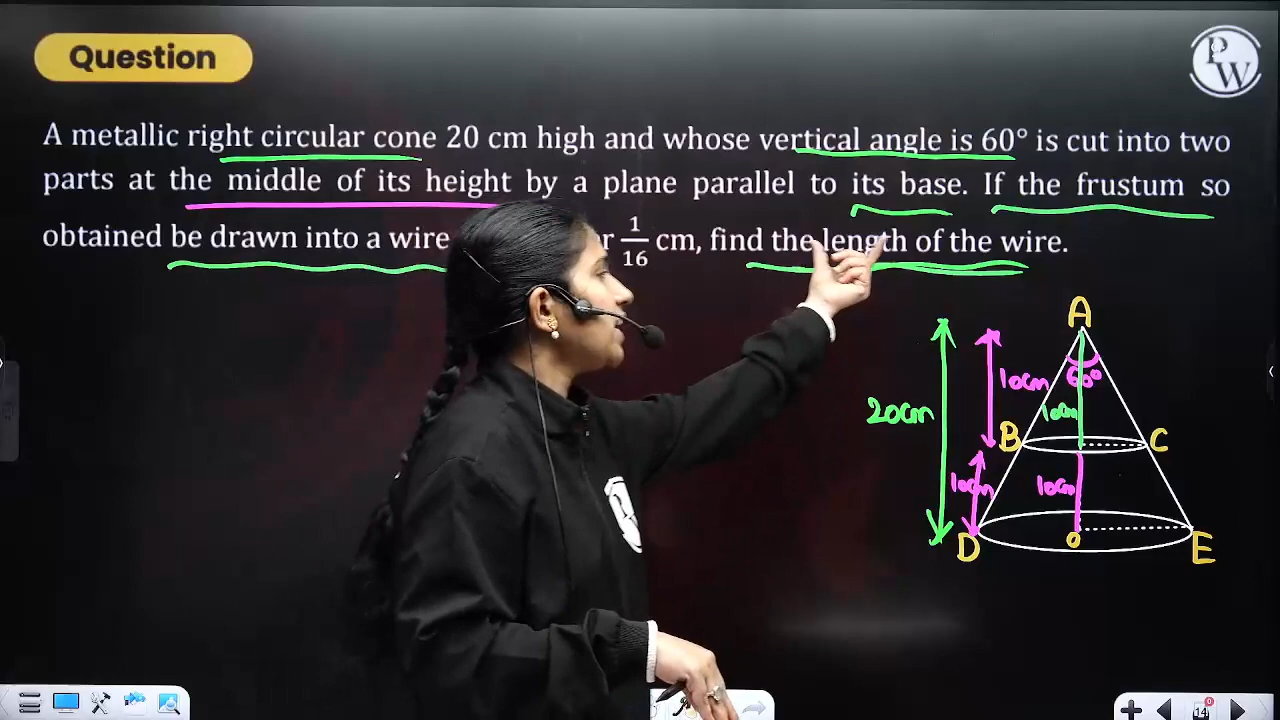 Question
PW
A metallic right circular cone 20 cm high and whose vertical angle is 60° is cut into two
parts at the middle of its height by a plane parallel to its base. If the frustum so
obtained be drawn into a wire r 1/16 cm, find the length of the wire.
A
10cm 60°
20cm 10cm
B C
10cm 10cm
D O E
14